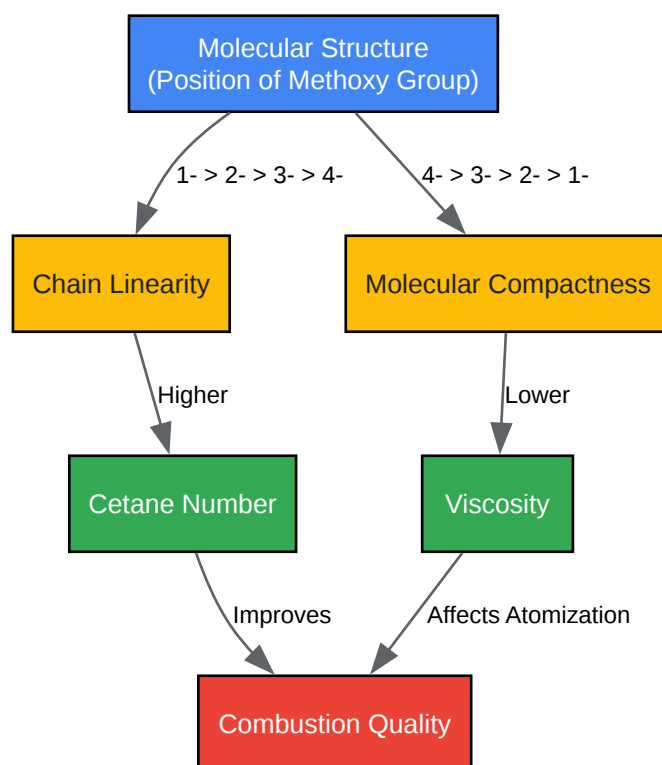 Molecular Structure
(Position of Methoxy Group)
1- > 2- > 3- > 4-
4- > 3- > 2- > 1-
Chain Linearity
Molecular Compactness
Higher
Lower
Cetane Number
Viscosity
Improves
Affects Atomization
Combustion Quality